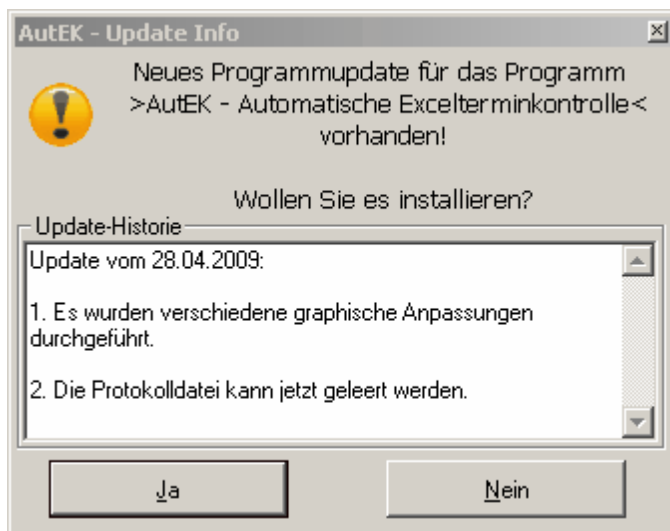 AutEK - Update Info
Neues Programmupdate für das Programm
>AutEK - Automatische Excelterminkontrolle<
vorhanden!
Wollen Sie es installieren?
Update-Historie
Update vom 28.04.2009:
1. Es wurden verschiedene graphische Anpassungen
durchgeführt.
2. Die Protokolldatei kann jetzt geleert werden.
Ja
Nein